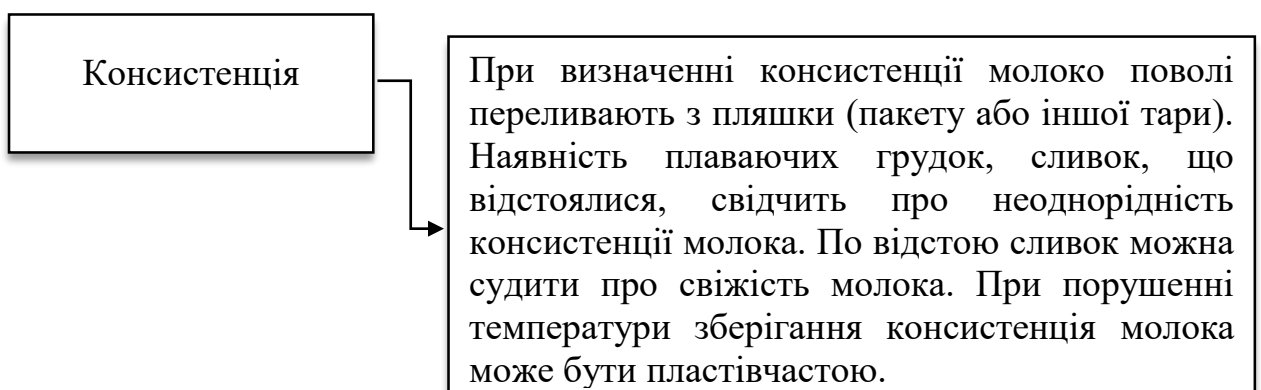 Консистенція
При визначенні консистенції молоко поволі
переливають з пляшки (пакету або іншої тари).
Наявність плаваючих грудок, сливок, що
відстоялися, свідчить про неоднорідність
консистенції молока. По відстою сливок можна
судити про свіжість молока. При порушенні
температури зберігання консистенція молока
може бути пластівчастою.